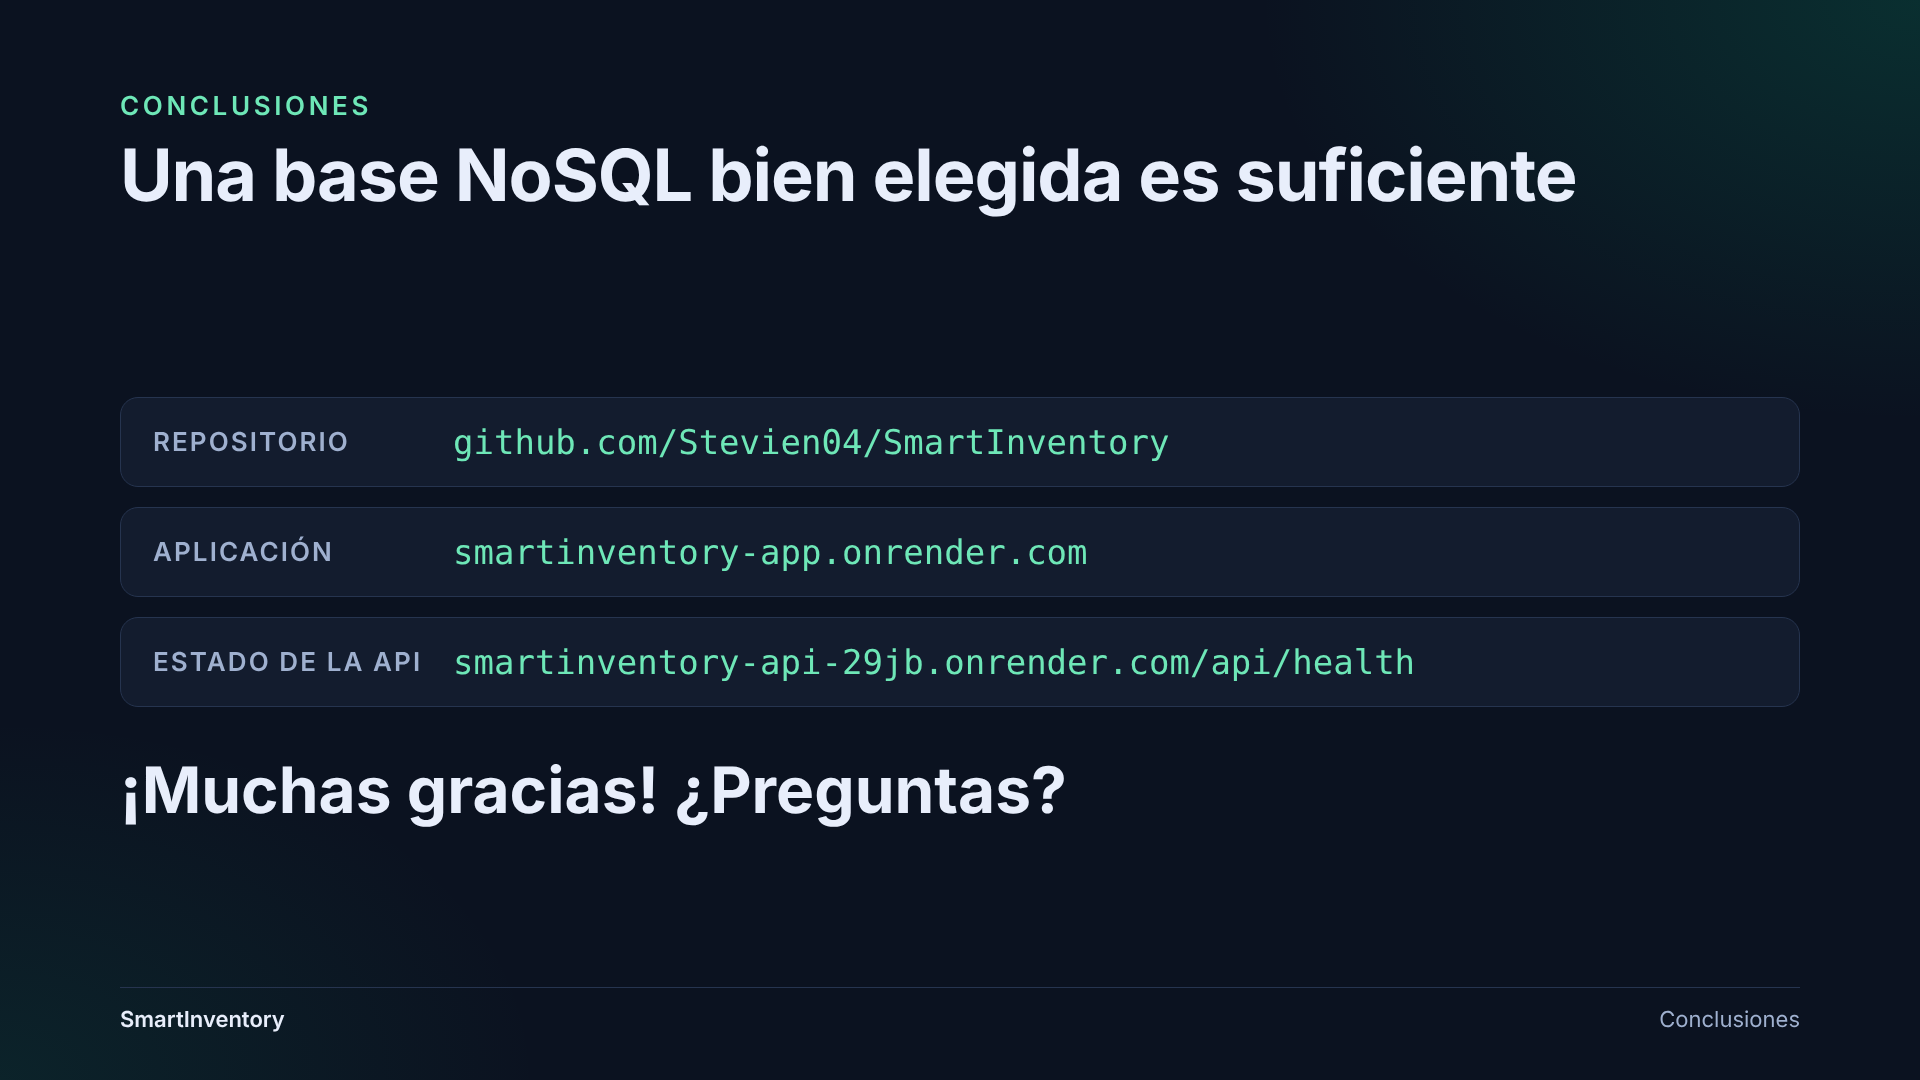 CONCLUSIONES
Una base NoSQL bien elegida es suficiente
REPOSITORIO github.com/Stevien04/SmartInventory
APLICACIÓN smartinventory-app.onrender.com
ESTADO DE LA API smartinventory-api-29jb.onrender.com/api/health
¡Muchas gracias! ¿Preguntas?
SmartInventory Conclusiones